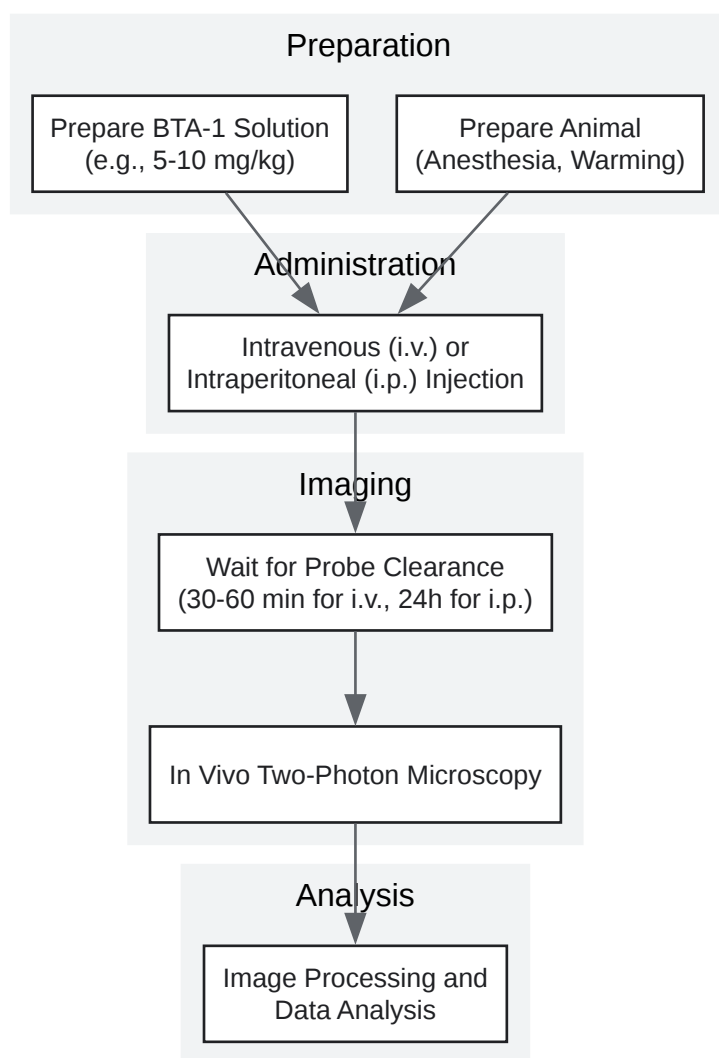 Preparation
Prepare BTA-1 Solution
(e.g., 5-10 mg/kg)
Prepare Animal
(Anesthesia, Warming)
Administration
Intravenous (i.v.) or
Intraperitoneal (i.p.) Injection
Imaging
Wait for Probe Clearance
(30-60 min for i.v., 24h for i.p.)
In Vivo Two-Photon Microscopy
Analysis
Image Processing and
Data Analysis